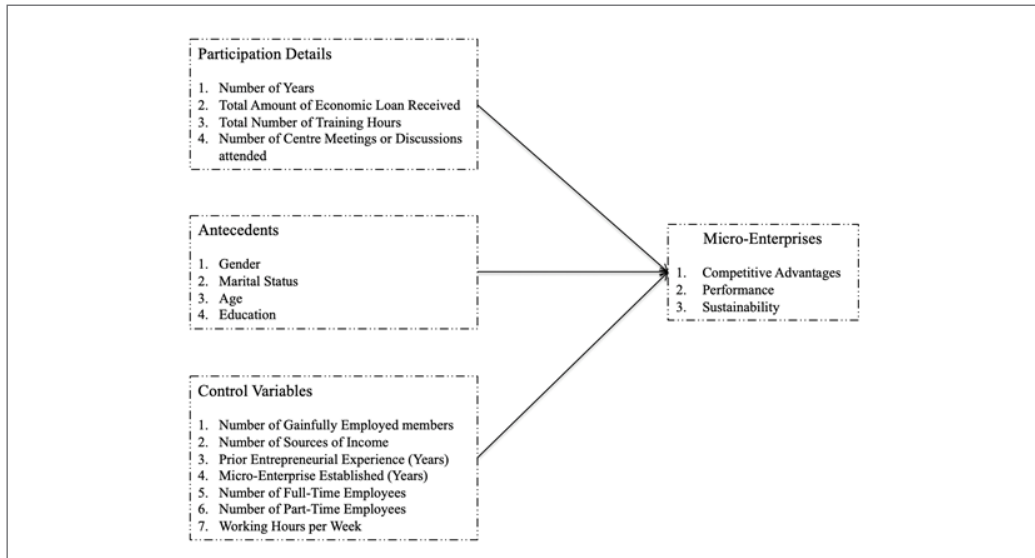 Participation Details
1. Number of Years
2. Total Amount of Economic Loan Received
3. Total Number of Training Hours
4. Number of Centre Meetings or Discussions
attended
Antecedents
1. Gender
2. Marital Status
3. Age
4. Education
Control Variables
1. Number of Gainfully Employed members
2. Number of Sources of Income
3. Prior Entrepreneurial Experience (Years)
4. Micro-Enterprise Established (Years)
5. Number of Full-Time Employees
6. Number of Part-Time Employees
7. Working Hours per Week
Micro-Enterprises
1. Competitive Advantages
2. Performance
3. Sustainability